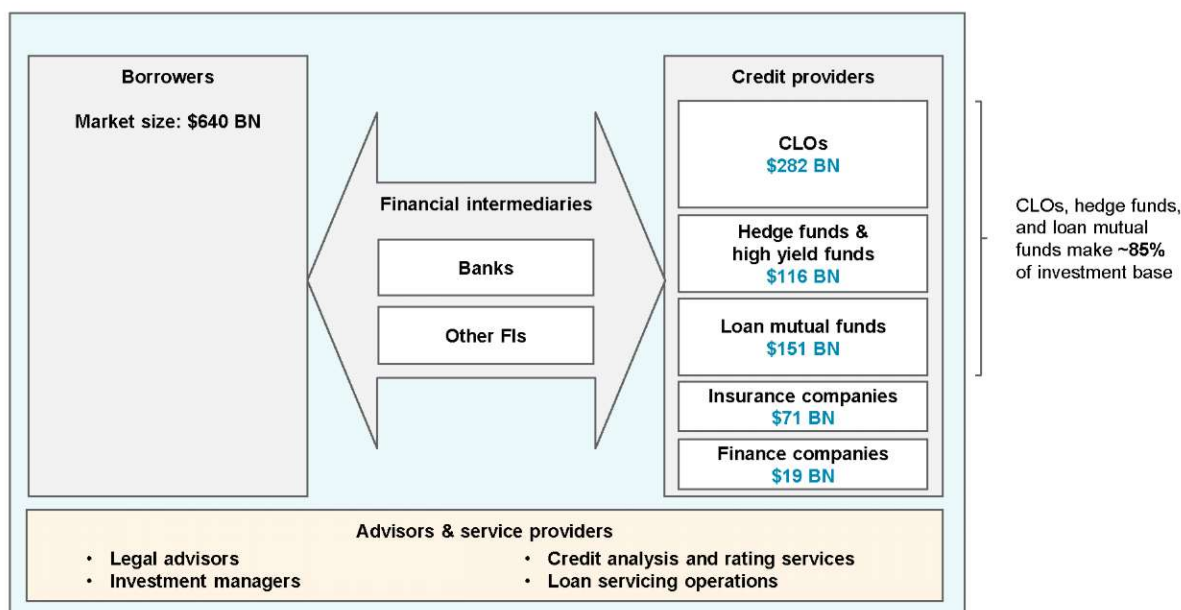 Borrowers
Market size: $640 BN
Financial intermediaries
Banks
Other FIs
Credit providers
CLOs
$282 BN
Hedge funds &
high yield funds
$116 BN
Loan mutual funds
$151 BN
Insurance companies
$71 BN
Finance companies
$19 BN
CLOs, hedge funds,
and loan mutual
funds make ~85%
of investment base
Advisors & service providers
• Legal advisors
• Investment managers
• Credit analysis and rating services
• Loan servicing operations